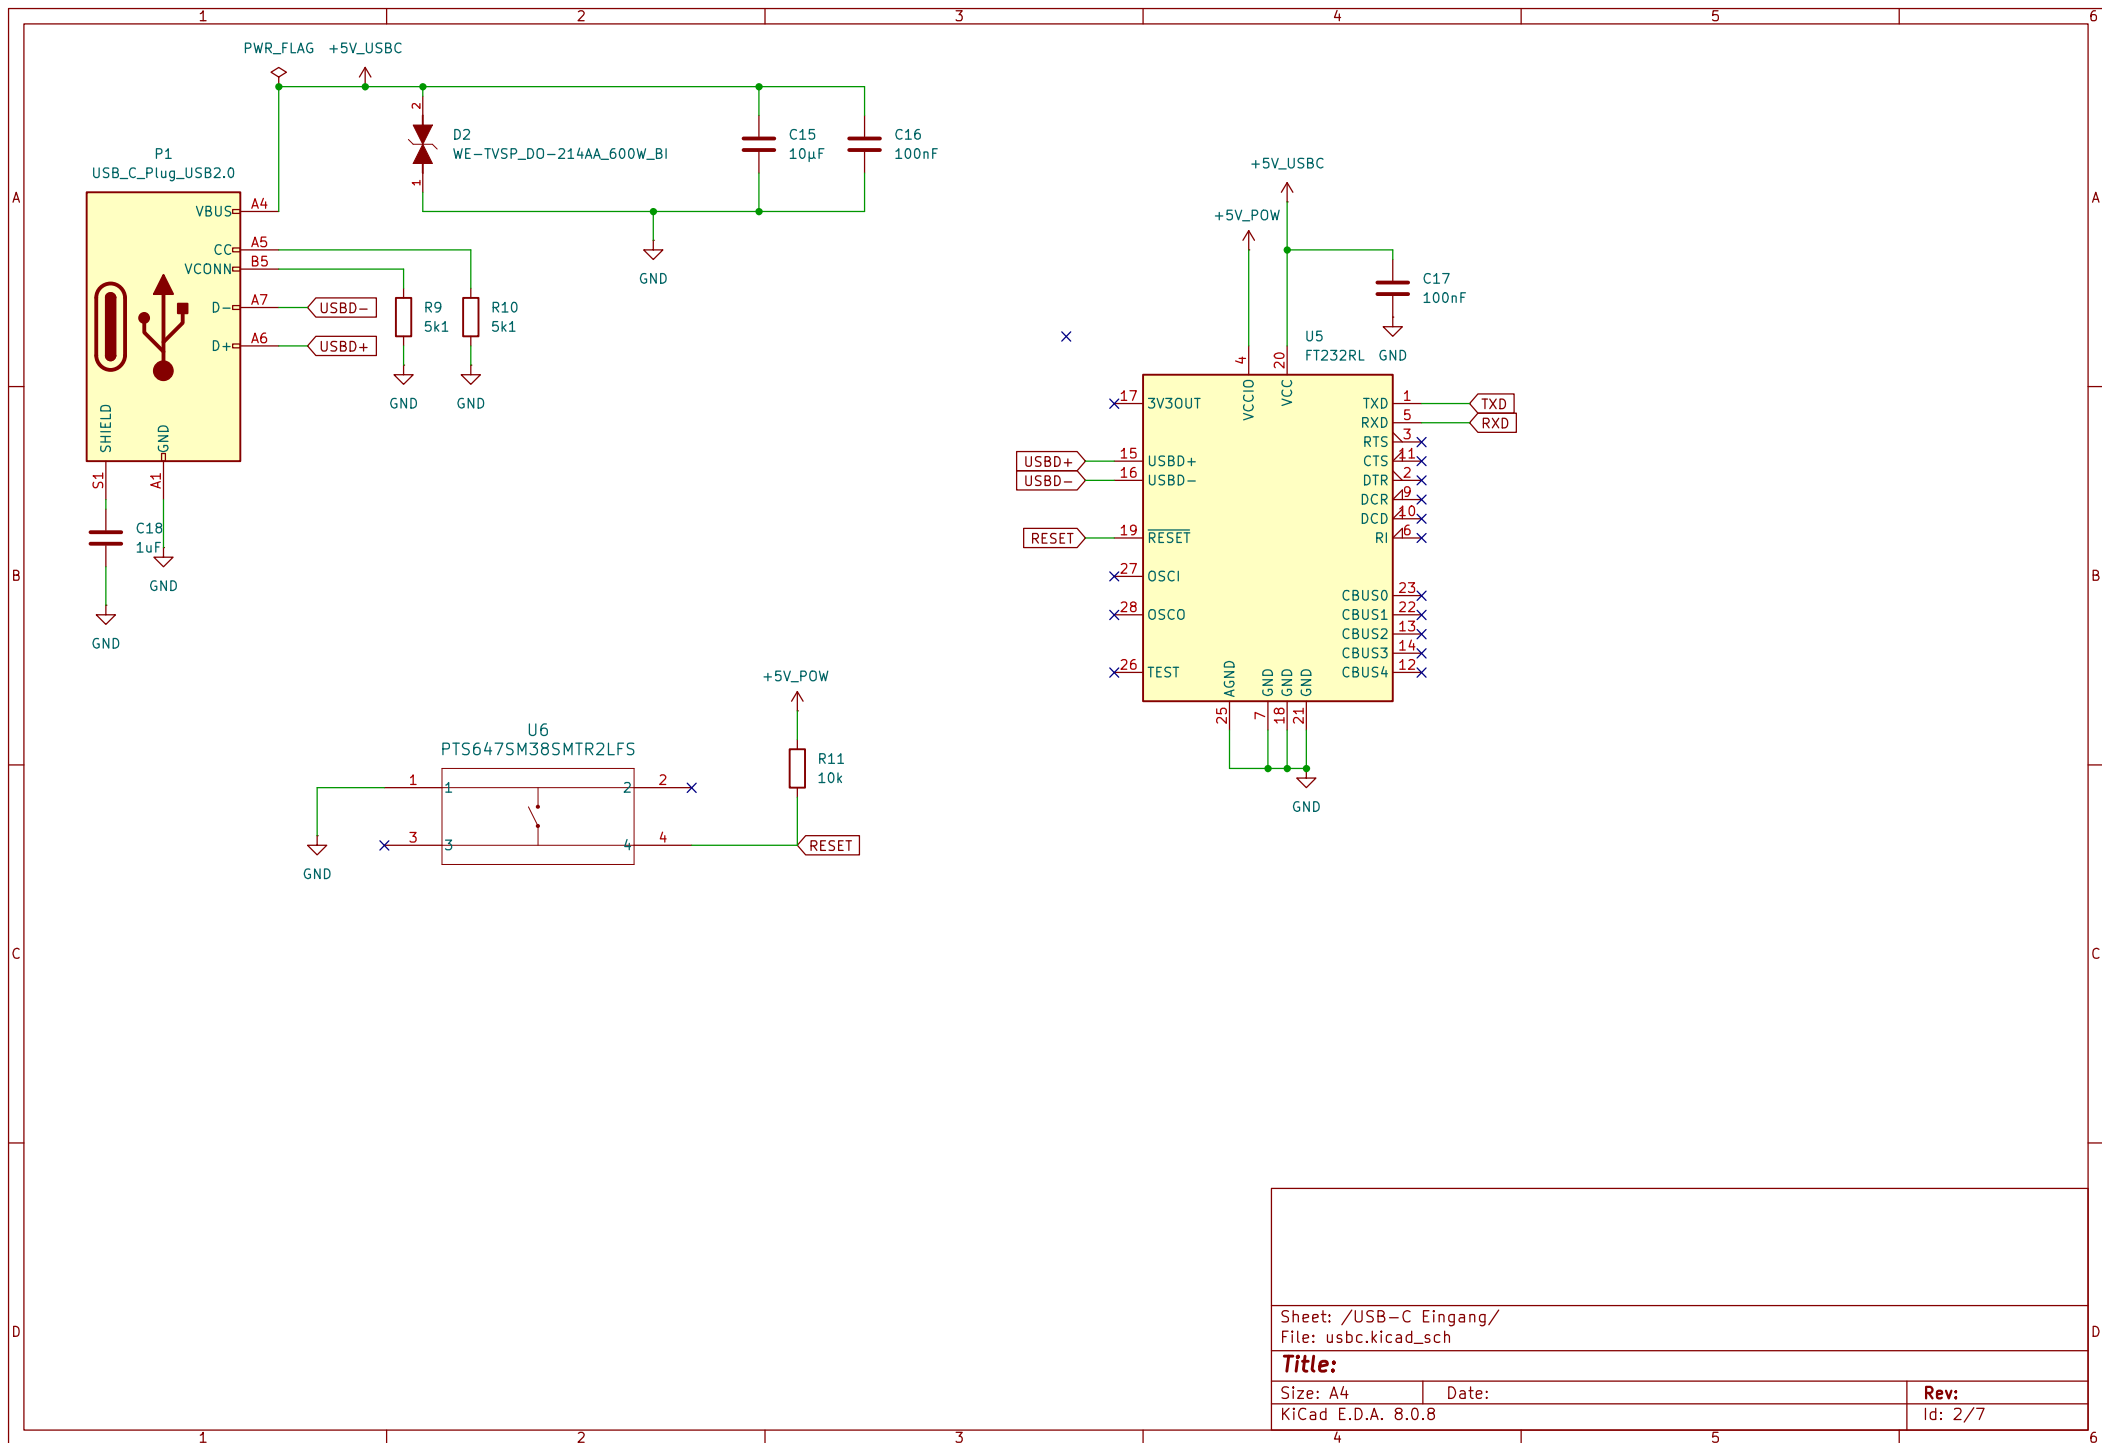 1 2 3 4 5 6
PWR_FLAG +5V_USBC
2
D2
WE-TVSP_DO-214AA_600W_BI
1
C15
10µF
C16
100nF
GND
P1
USB_C_Plug_USB2.0
VBUS A4
CC A5
VCONN B5
D- A7 USBD-
D+ A6 USBD+
SHIELD
GND
S1
A1
R9
5k1
R10
5k1
GND
GND
C18
1uF
GND
GND
A
A
B
B
C
C
D
D
+5V_USBC
+5V_POW
C17
100nF
GND
U5
FT232RL
4
20
VCCIO
VCC
17 3V3OUT
USBD+ 15 USBD+
USBD- 16 USBD-
RESET 19 RESET
27 OSCI
28 OSCO
26 TEST
TXD 1 TXD
RXD 5 RXD
RTS 3
CTS 11
DTR 2
DCR 9
DCD 10
RI 6
CBUS0 23
CBUS1 22
CBUS2 13
CBUS3 14
CBUS4 12
AGND
GND
GND
GND
25
7
18
21
GND
+5V_POW
R11
10k
U6
PTS647SM38SMTR2LFS
1 1 2 2
3 3 4 4
RESET
GND
Sheet: /USB-C Eingang/
File: usbc.kicad_sch
Title:
Size: A4 Date: Rev:
KiCad E.D.A. 8.0.8 Id: 2/7
1 2 3 4 5 6